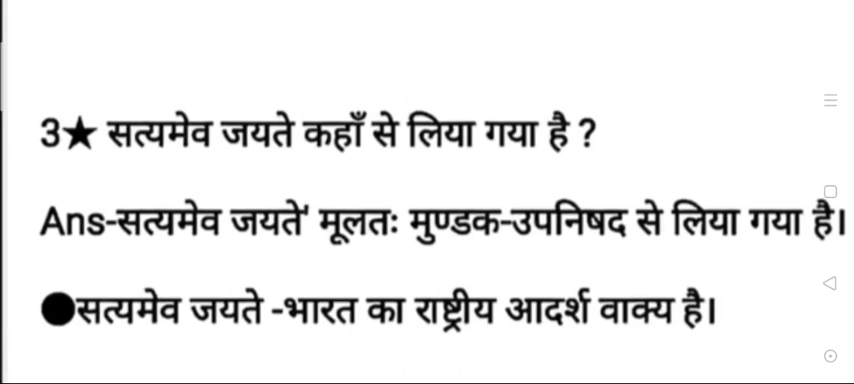 3★ सत्यमेव जयते कहाँ से लिया गया है ?
Ans-सत्यमेव जयते' मूलतः मुण्डक-उपनिषद से लिया गया है।
●सत्यमेव जयते -भारत का राष्ट्रीय आदर्श वाक्य है।